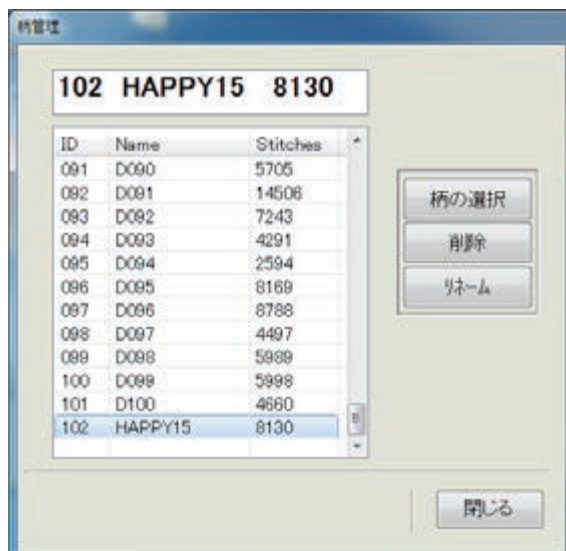 柄管理
102 HAPPY15 8130
ID Name Stitches
091 D090 5705
092 D091 14506
093 D092 7243
094 D093 4291
095 D094 2594
096 D095 8169
097 D096 8788
098 D097 4497
099 D098 5989
100 D099 5998
101 D100 4660
102 HAPPY15 8130
柄の選択
削除
リネーム
閉じる